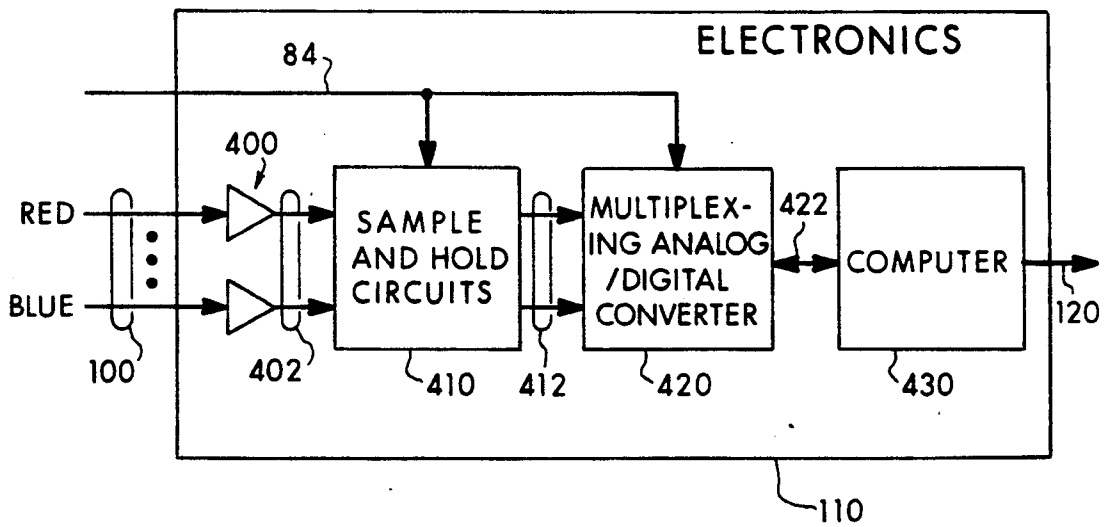 ELECTRONICS
84
400
RED
BLUE
SAMPLE
AND HOLD
CIRCUITS
MULTIPLEX-
ING ANALOG
/DIGITAL
CONVERTER
422
COMPUTER
120
100
402
410
412
420
430
110